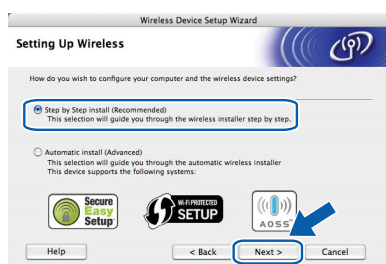 Wireless Device Setup Wizard
Setting Up Wireless
How do you wish to configure your computer and the wireless device settings?
Step by Step install (Recommended)
This selection will guide you through the wireless installer step by step.
Automatic install (Advanced)
This selection will guide you through the automatic wireless installer
This device supports the following systems:
Secure
Easy
Setup
WI-FI PROTECTED
SETUP
AOSS
Help
< Back
Next >
Cancel